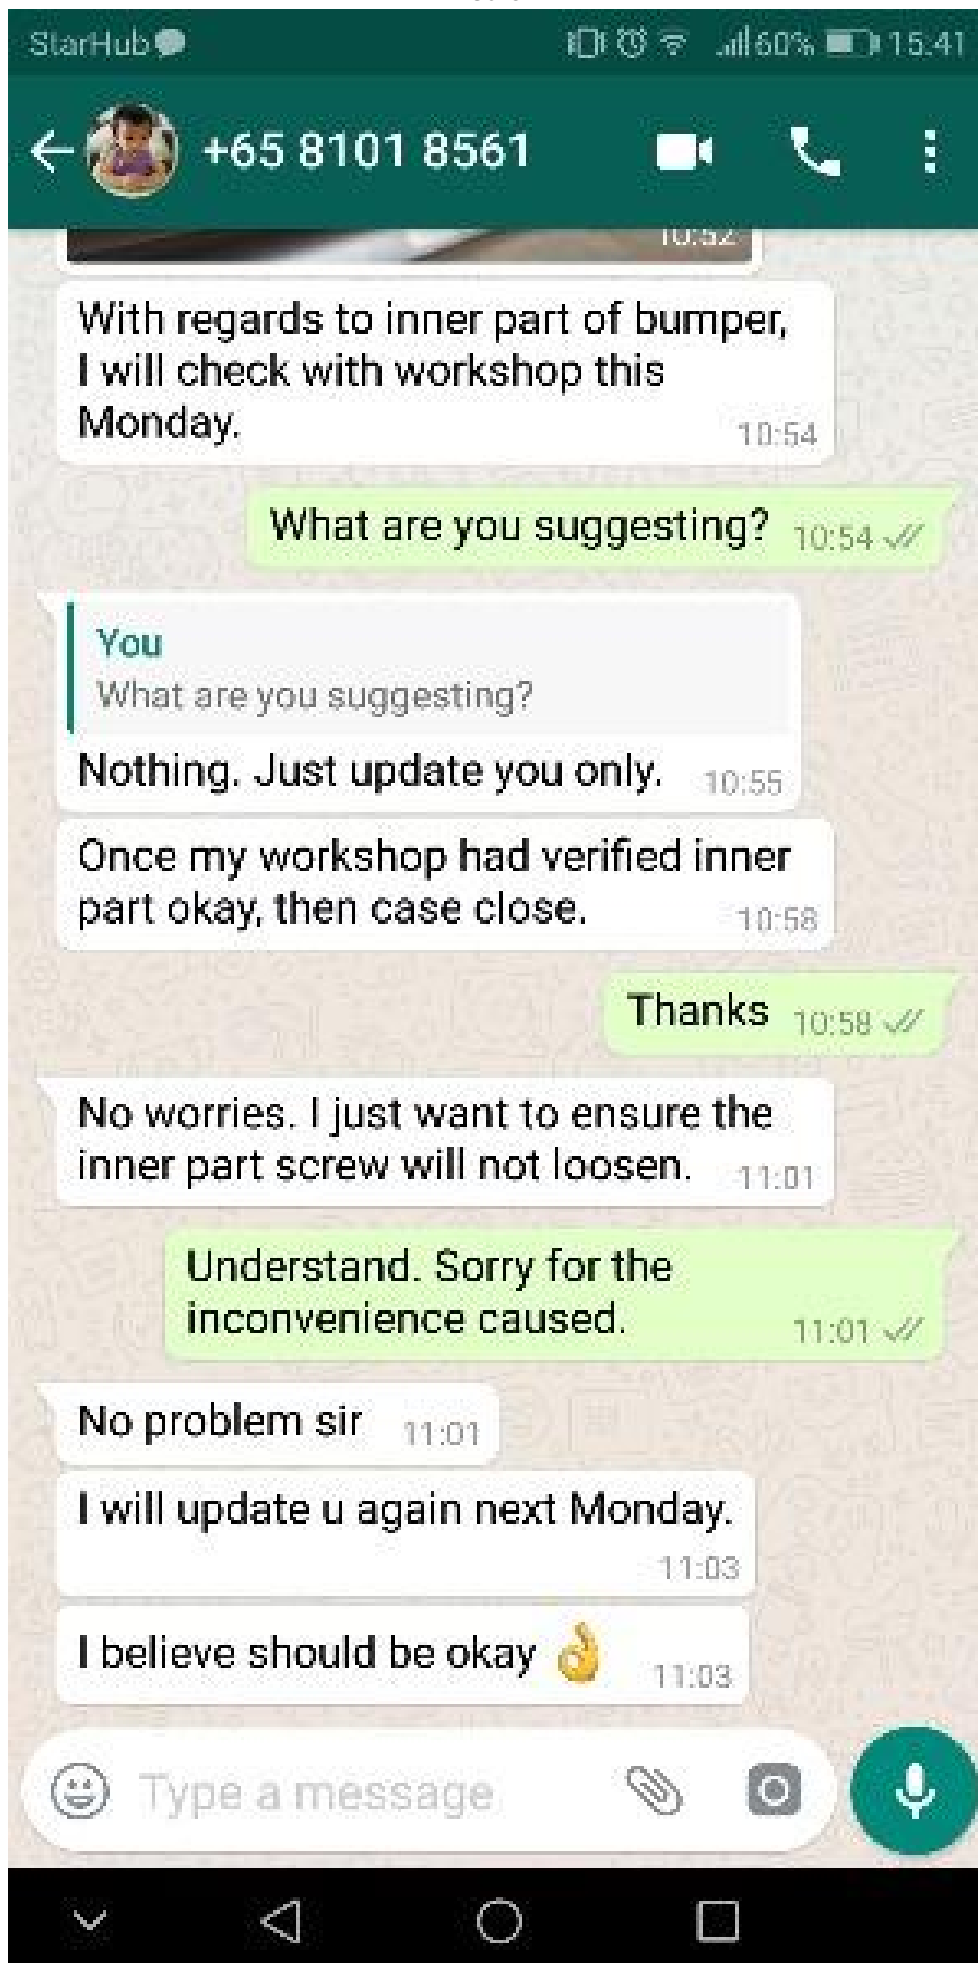 StarHub
60% 15:41
+65 8101 8561
10:52
With regards to inner part of bumper,
I will check with workshop this
Monday.
10:54
What are you suggesting? 10:54
You
What are you suggesting?
Nothing. Just update you only. 10:55
Once my workshop had verified inner
part okay, then case close. 10:58
Thanks 10:58
No worries. I just want to ensure the
inner part screw will not loosen. 11:01
Understand. Sorry for the
inconvenience caused. 11:01
No problem sir 11:01
I will update u again next Monday.
11:03
I believe should be okay 👌 11:03
Type a message